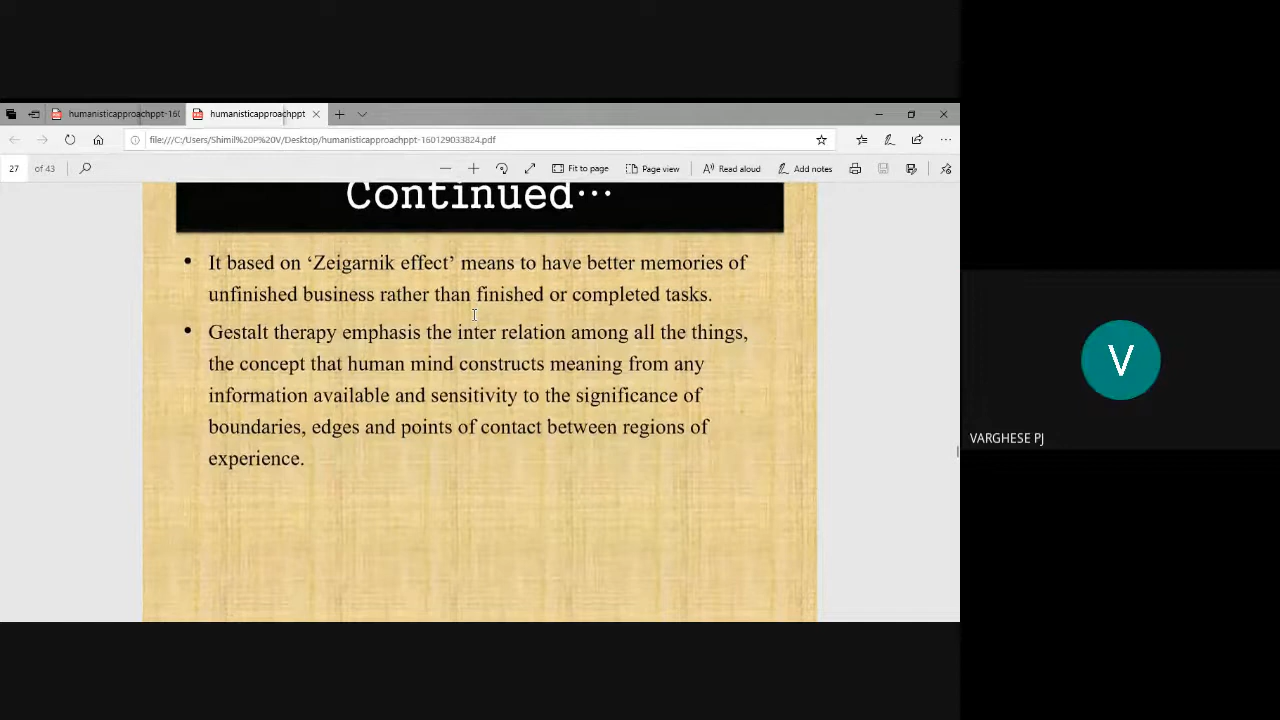 humanisticapproachppt-16(
humanisticapproachppt
file:///C:/Users/Shimil%20P%20V/Desktop/humanisticapproachppt-160129033824.pdf
27 of 43
Fit to page
Page view
Read aloud
Add notes
Continued…
• It based on ‘Zeigarnik effect’ means to have better memories of
unfinished business rather than finished or completed tasks.
• Gestalt therapy emphasis the inter relation among all the things,
the concept that human mind constructs meaning from any
information available and sensitivity to the significance of
boundaries, edges and points of contact between regions of
experience.
V
VARGHESE PJ